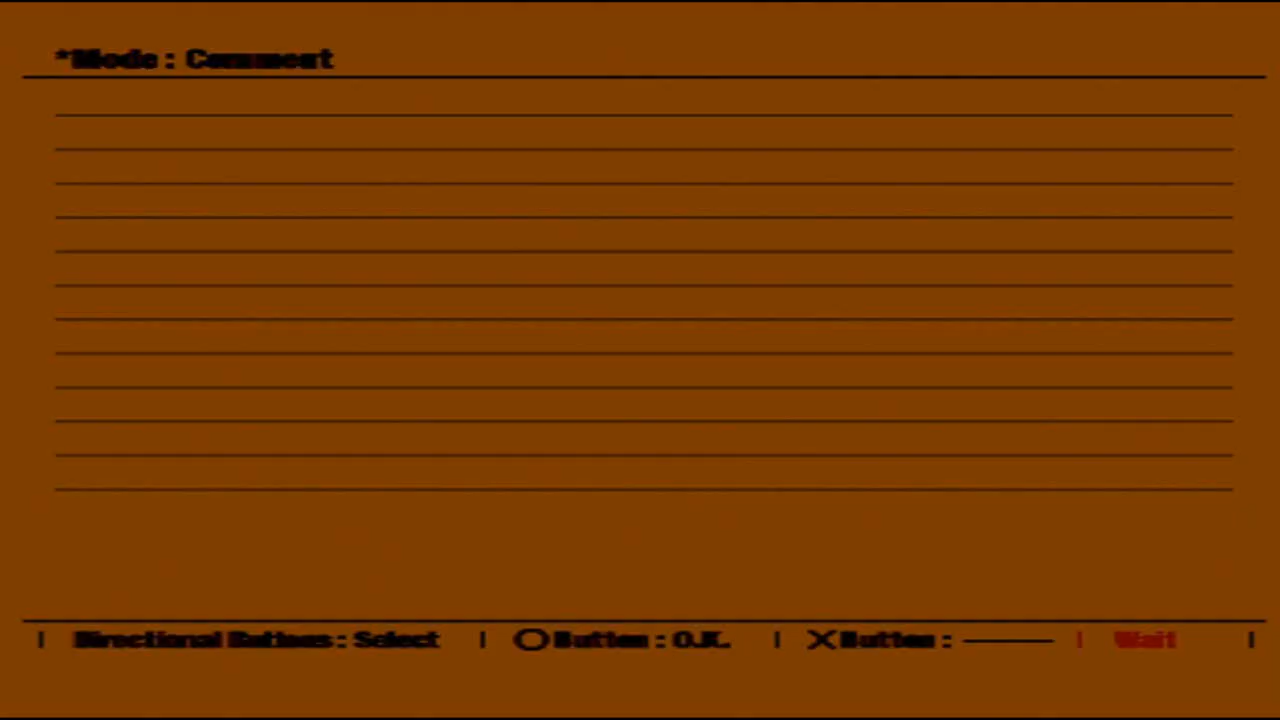 *Mode : Comment
| Directional Buttons : Select | ◯Button : O.K. | ✕Button : ——— | Wait |